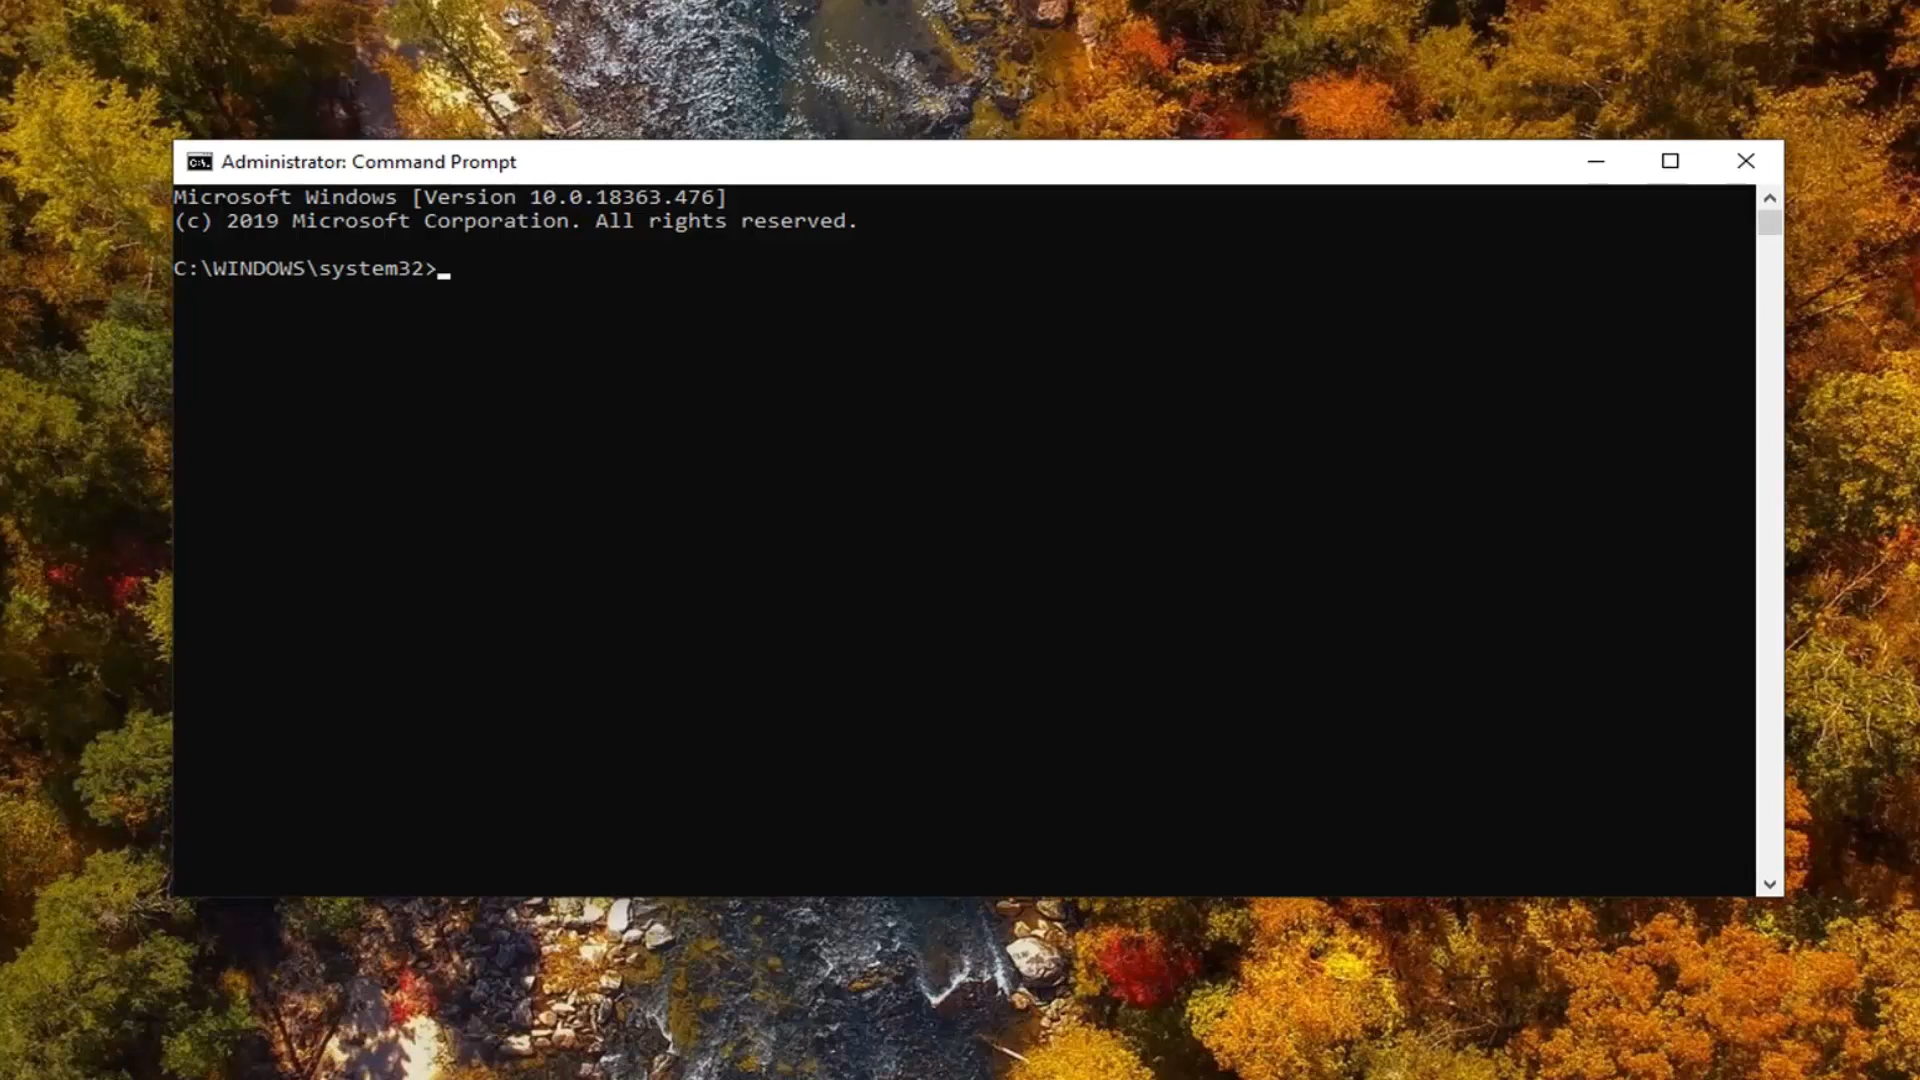 Administrator: Command Prompt
Microsoft Windows [Version 10.0.18363.476]
(c) 2019 Microsoft Corporation. All rights reserved.
C:\WINDOWS\system32>